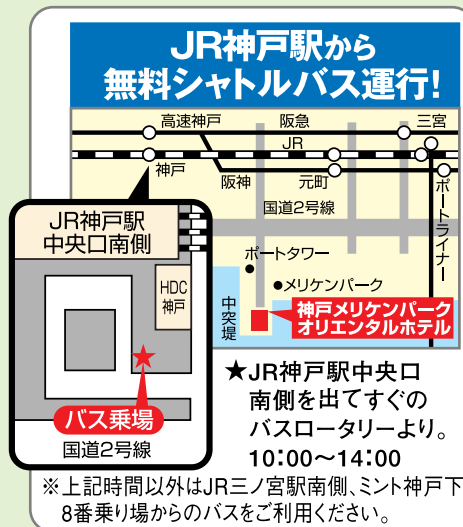 JR神戸駅から
無料シャトルバス運行!
高速神戸
阪急
三宮
JR
神戸
阪神
元町
ポートライナー
国道2号線
JR神戸駅
中央口南側
HDC
神戸
バス乗場
国道2号線
ポートタワー
メリケンパーク
中突堤
神戸メリケンパーク
オリエンタルホテル
★JR神戸駅中央口
南側を出てすぐの
バスロータリーより。
10:00〜14:00
※上記時間以外はJR三ノ宮駅南側、ミント神戸下
8番乗り場からのバスをご利用ください。